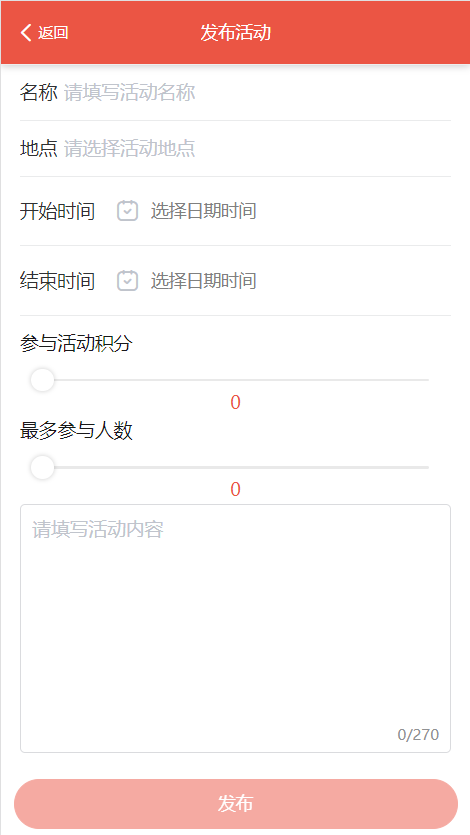 返回 发布活动
名称 请填写活动名称
地点 请选择活动地点
开始时间 选择日期时间
结束时间 选择日期时间
参与活动积分
0
最多参与人数
0
请填写活动内容
0/270
发布